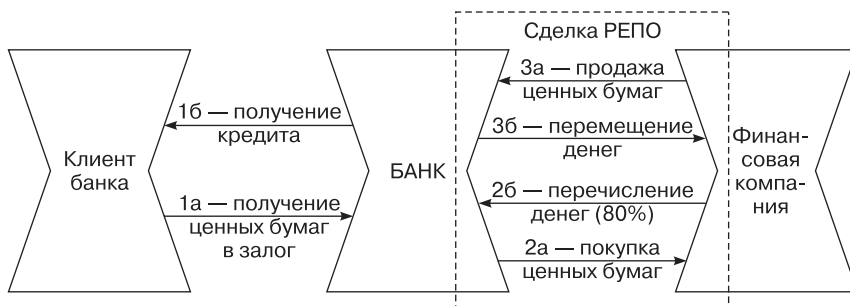 Сделка РЕПО
3а — продажа
ценных бумаг
1б — получение
кредита
3б — перемещение
денег
Клиент
банка
БАНК
Финан-
совая
компа-
ния
2б — перечисление
денег (80%)
1а — получение
ценных бумаг
в залог
2а — покупка
ценных бумаг